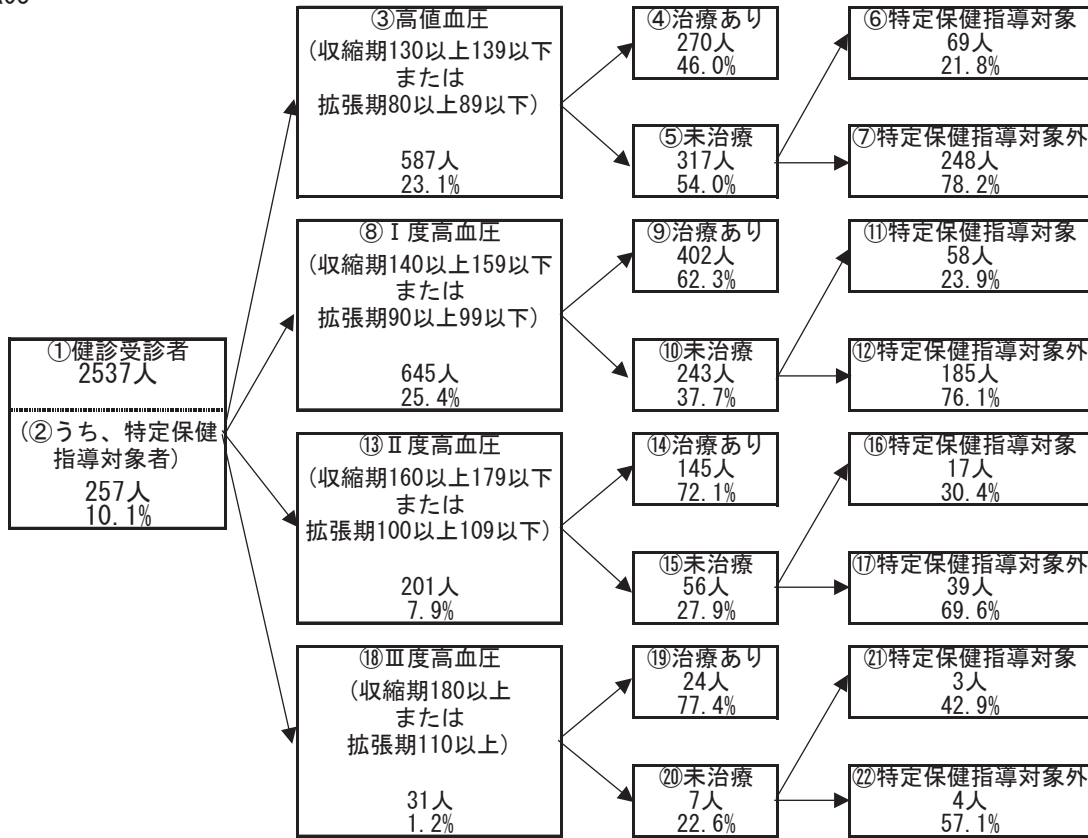 ①健診受診者
2537人
(②うち、特定保健
指導対象者)
257人
10.1%
③高値血圧
(収縮期130以上139以下
または
拡張期80以上89以下)
587人
23.1%
④治療あり
270人
46.0%
⑤未治療
317人
54.0%
⑥特定保健指導対象
69人
21.8%
⑦特定保健指導対象外
248人
78.2%
⑧Ⅰ度高血圧
(収縮期140以上159以下
または
拡張期90以上99以下)
645人
25.4%
⑨治療あり
402人
62.3%
⑩未治療
243人
37.7%
⑪特定保健指導対象
58人
23.9%
⑫特定保健指導対象外
185人
76.1%
⑬Ⅱ度高血圧
(収縮期160以上179以下
または
拡張期100以上109以下)
201人
7.9%
⑭治療あり
145人
72.1%
⑮未治療
56人
27.9%
⑯特定保健指導対象
17人
30.4%
⑰特定保健指導対象外
39人
69.6%
⑱Ⅲ度高血圧
(収縮期180以上
または
拡張期110以上)
31人
1.2%
⑲治療あり
24人
77.4%
⑳未治療
7人
22.6%
㉑特定保健指導対象
3人
42.9%
㉒特定保健指導対象外
4人
57.1%